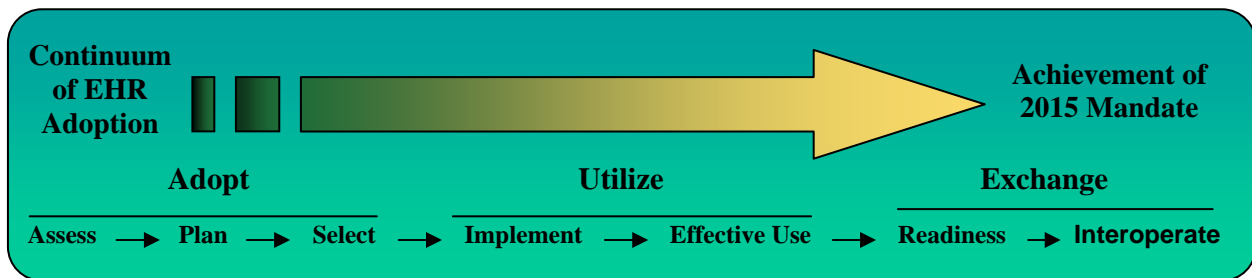 Continuum
of EHR
Adoption
Achievement of
2015 Mandate
Adopt
Utilize
Exchange
Assess → Plan → Select → Implement → Effective Use → Readiness → Interoperate